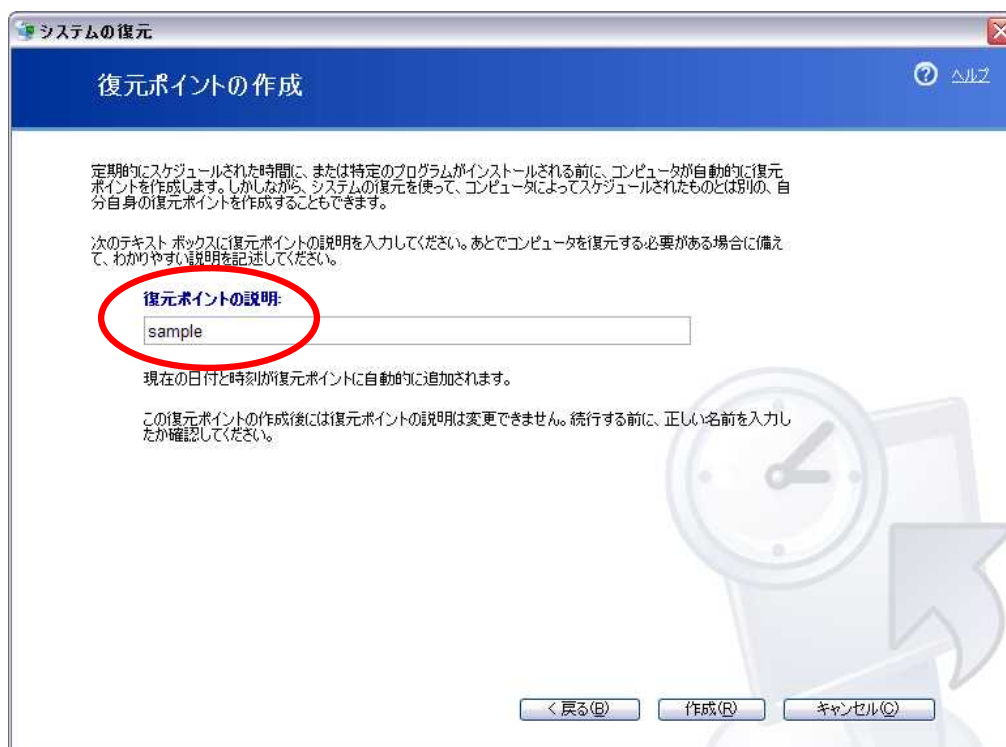 システムの復元
復元ポイントの作成
ヘルプ
定期的にスケジュールされた時間に、または特定のプログラムがインストールされる前に、コンピュータが自動的に復元
ポイントを作成します。しかしながら、システムの復元を使って、コンピュータによってスケジュールされたものとは別の、自
分自身の復元ポイントを作成することもできます。
次のテキスト ボックスに復元ポイントの説明を入力してください。あとでコンピュータを復元する必要がある場合に備え
て、わかりやすい説明を記述してください。
復元ポイントの説明:
sample
現在の日付と時刻が復元ポイントに自動的に追加されます。
この復元ポイントの作成後には復元ポイントの説明は変更できません。続行する前に、正しい名前を入力し
たか確認してください。
< 戻る(B) 作成(R) キャンセル(C)